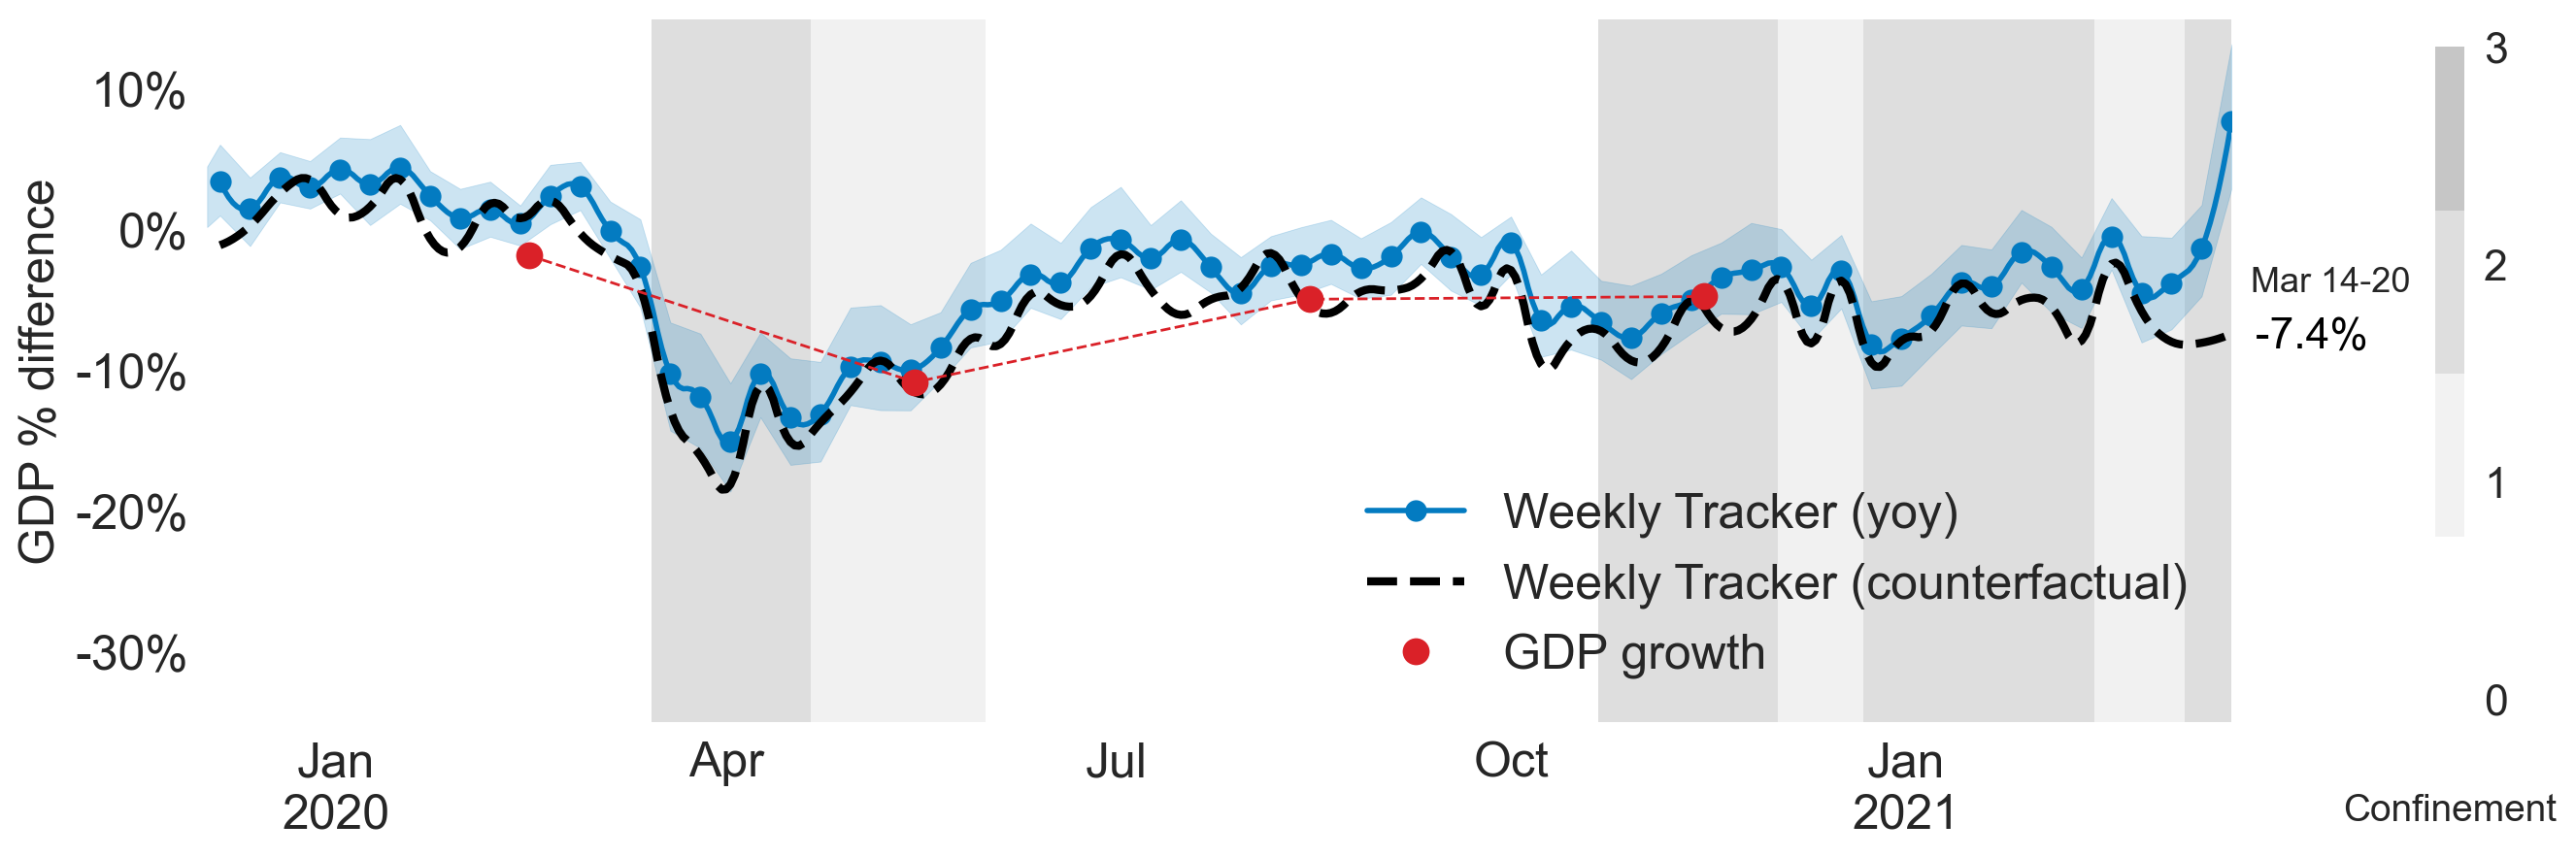 GDP % difference
10%
0%
-10%
-20%
-30%
Jan
2020
Apr
Jul
Oct
Jan
2021
Weekly Tracker (yoy)
Weekly Tracker (counterfactual)
GDP growth
Mar 14-20
-7.4%
3
2
1
0
Confinement